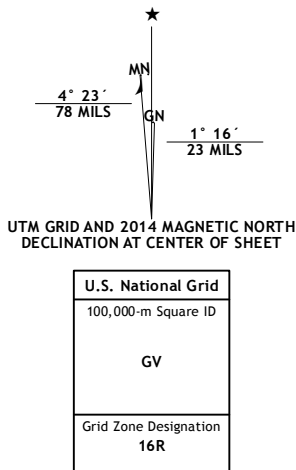 MN
GN
4° 23´
78 MILS
1° 16´
23 MILS
UTM GRID AND 2014 MAGNETIC NORTH
DECLINATION AT CENTER OF SHEET
U.S. National Grid
100,000-m Square ID
GV
Grid Zone Designation
16R